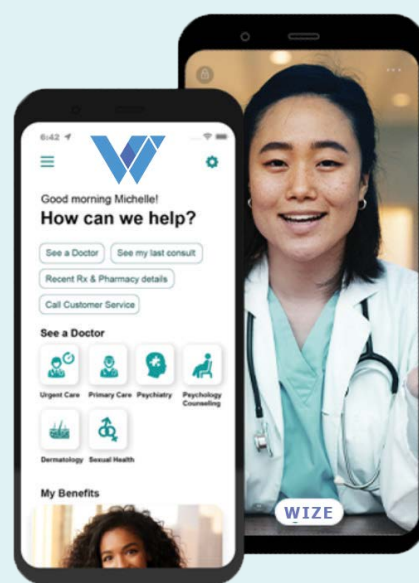 6:42
Good morning Michelle!
How can we help?
See a Doctor
See my last consult
Recent Rx & Pharmacy details
Call Customer Service
See a Doctor
Urgent Care
Primary Care
Psychiatry
Psychology
Counseling
Dermatology
Sexual Health
My Benefits
WIZE